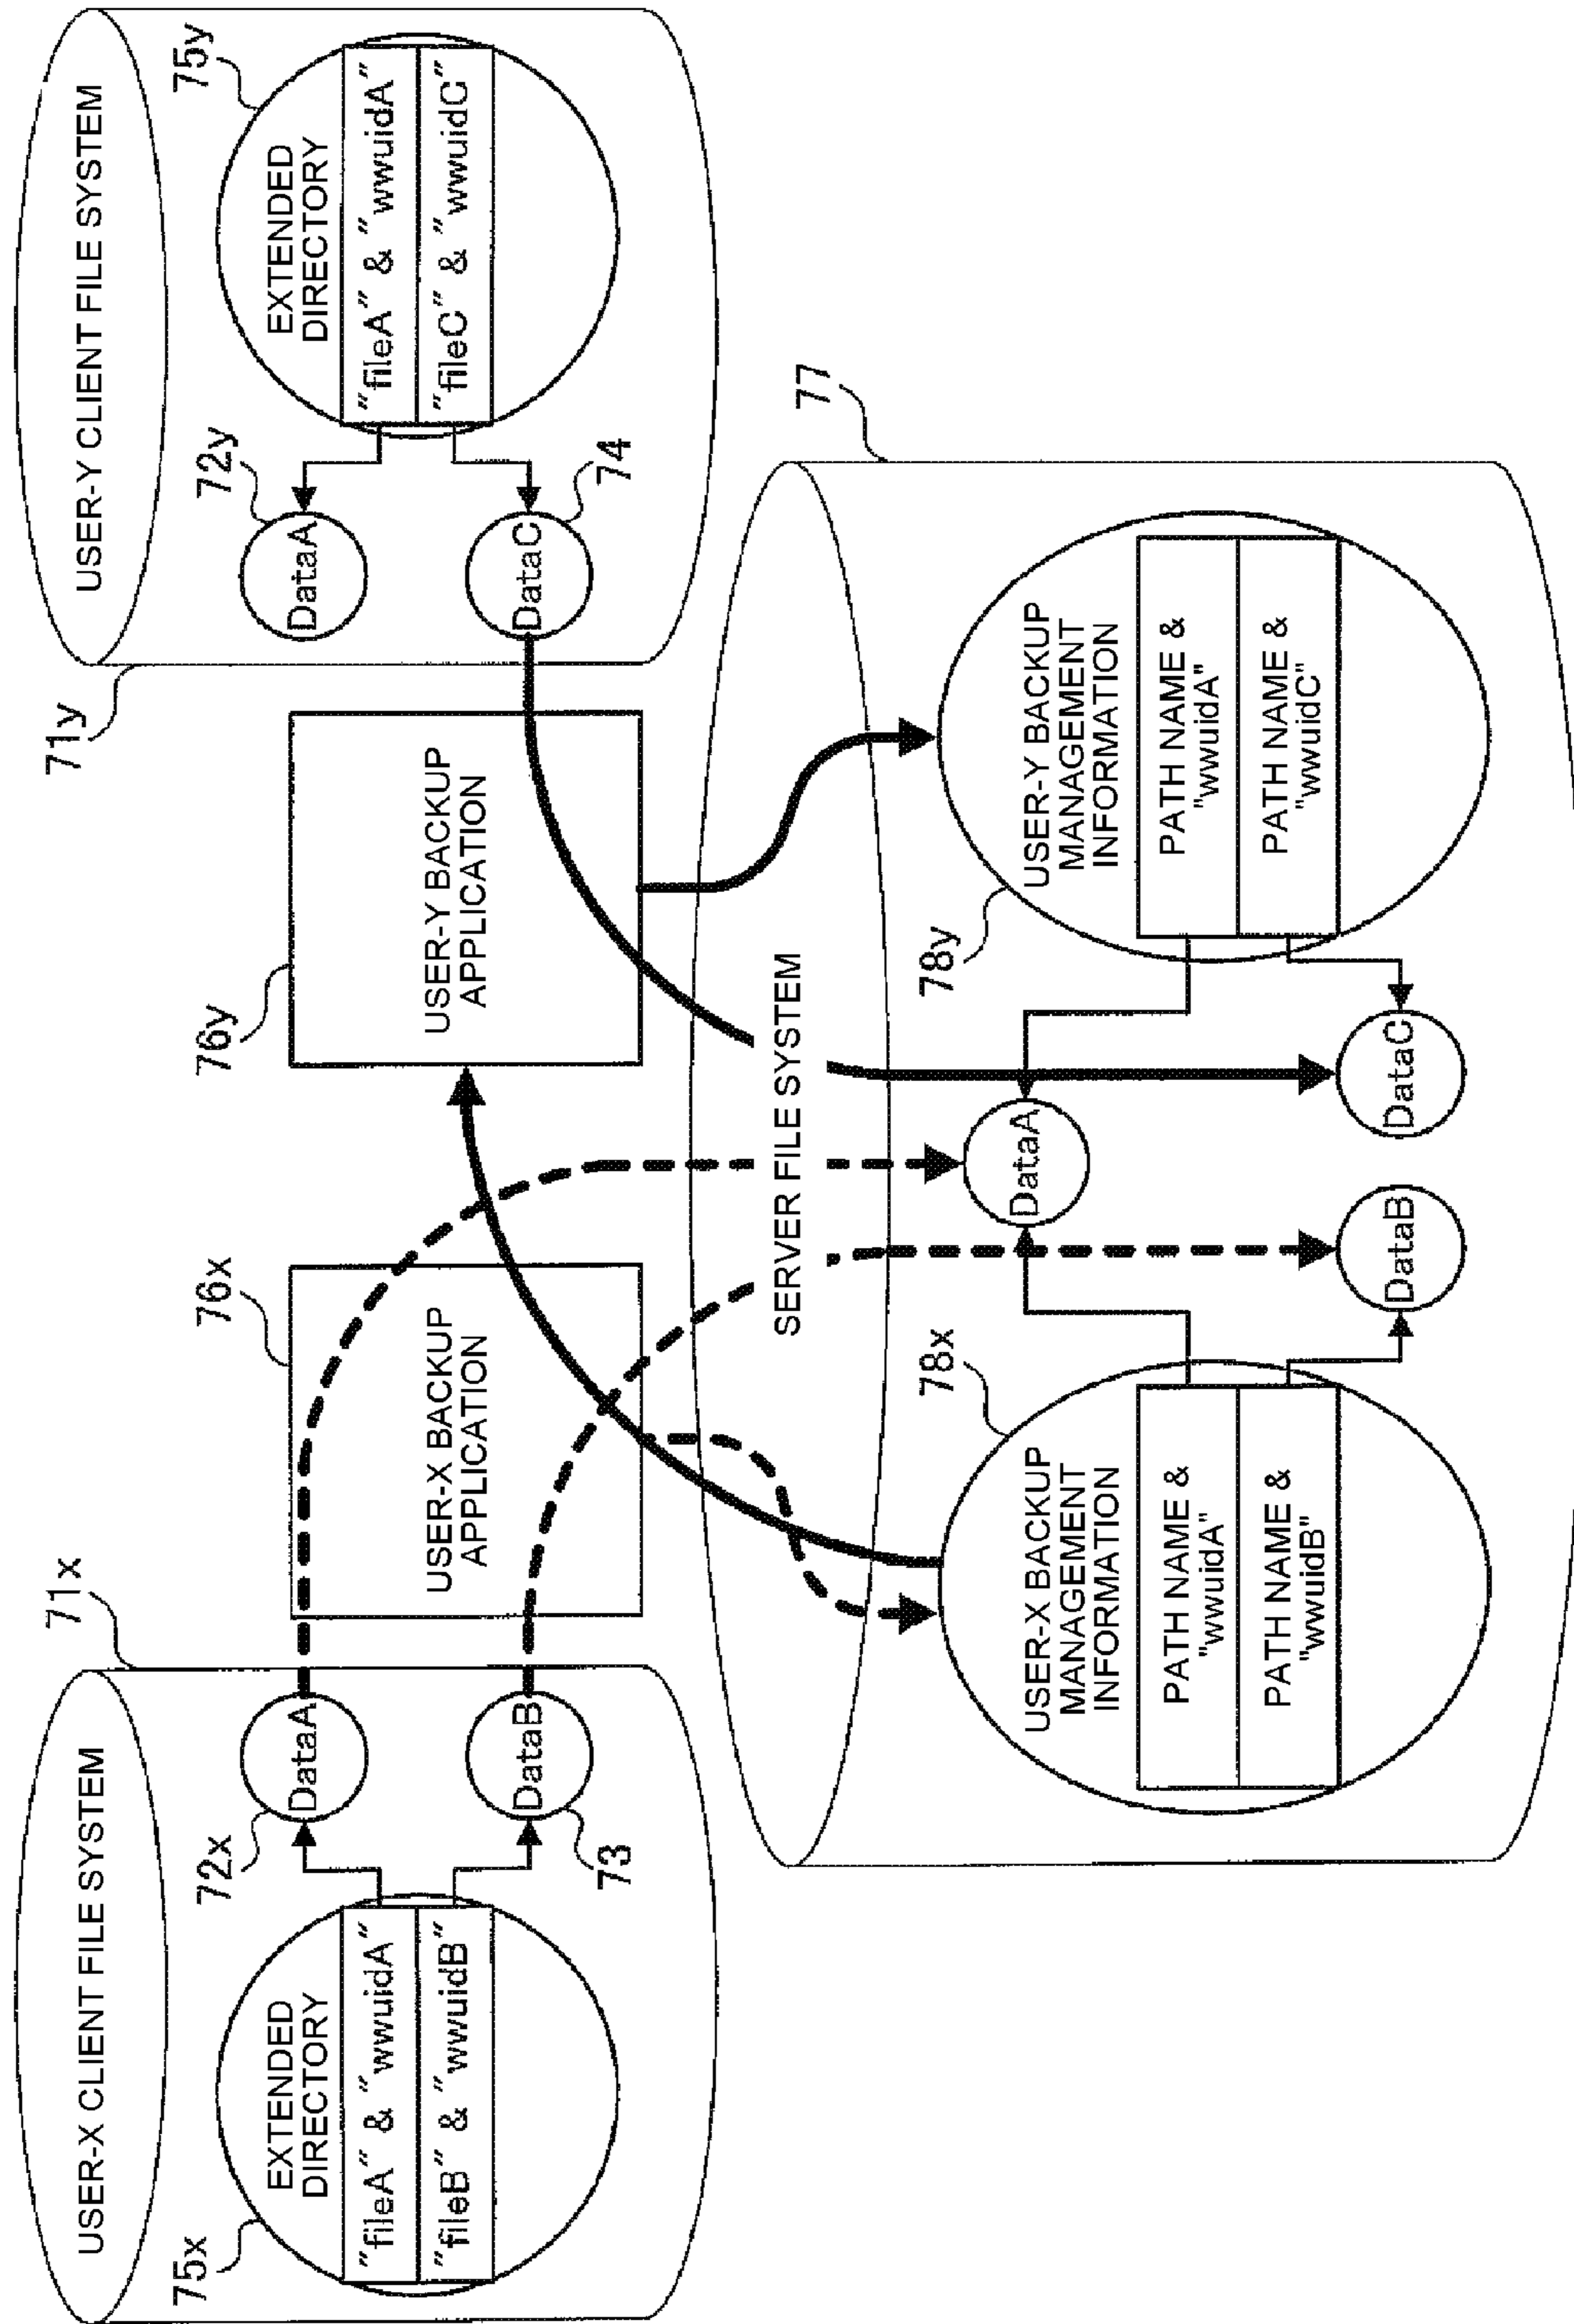 USER-X CLIENT FILE SYSTEM
71x
75x
EXTENDED
DIRECTORY
"fileA" & "wwuidA"
"fileB" & "wwuidB"
72x
DataA
DataB
73
76x
USER-X BACKUP
APPLICATION
76y
USER-Y BACKUP
APPLICATION
71y
USER-Y CLIENT FILE SYSTEM
72y
DataA
DataC
74
75y
EXTENDED
DIRECTORY
"fileA" & "wwuidA"
"fileC" & "wwuidC"
77
SERVER FILE SYSTEM
78x
USER-X BACKUP
MANAGEMENT
INFORMATION
PATH NAME &
"wwuidA"
PATH NAME &
"wwuidB"
DataA
DataB
DataC
78y
USER-Y BACKUP
MANAGEMENT
INFORMATION
PATH NAME &
"wwuidA"
PATH NAME &
"wwuidC"